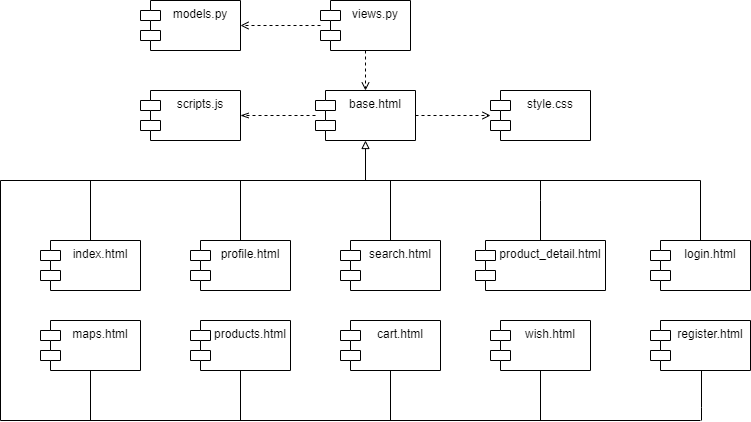 models.py
views.py
scripts.js
base.html
style.css
index.html
profile.html
search.html
product_detail.html
login.html
maps.html
products.html
cart.html
wish.html
register.html